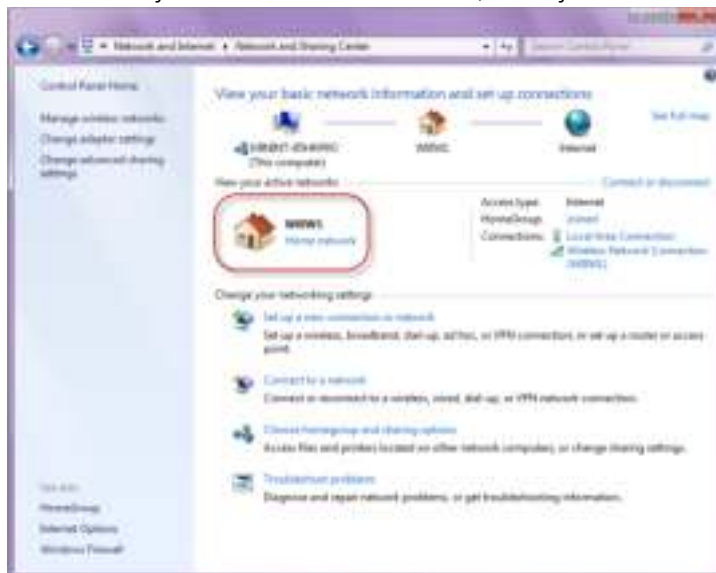 Network and Internet Network and Sharing Center
Control Panel Home
Manage wireless networks
Change adapter settings
Change advanced sharing
settings
View your basic network information and set up connections
See full map
(This computer)
Internet
View your active networks
Connect or disconnect
Home network
Access type: Internet
HomeGroup: Joined
Connections: Local Area Connection
Wireless Network Connection
Change your networking settings
Set up a new connection or network
Set up a wireless, broadband, dial-up, ad hoc, or VPN connection; or set up a router or access
point.
Connect to a network
Connect or reconnect to a wireless, wired, dial-up, or VPN network connection.
Choose homegroup and sharing options
Access files and printers located on other network computers, or change sharing settings.
Troubleshoot problems
Diagnose and repair network problems, or get troubleshooting information.
See also
HomeGroup
Internet Options
Windows Firewall